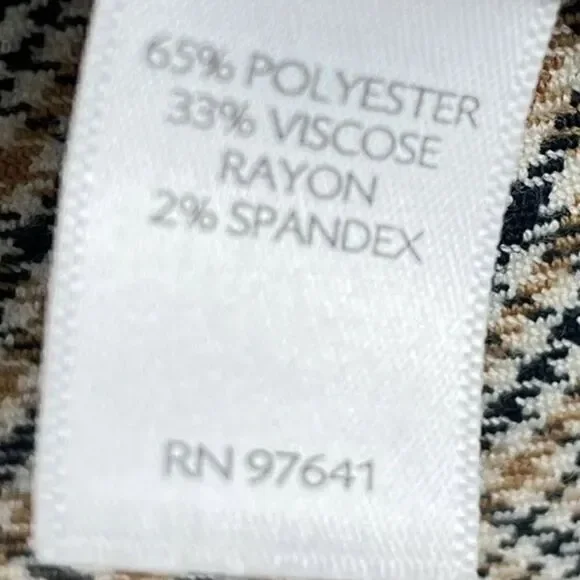 65% POLYESTER
33% VISCOSE
RAYON
2% SPANDEX
RN 97641